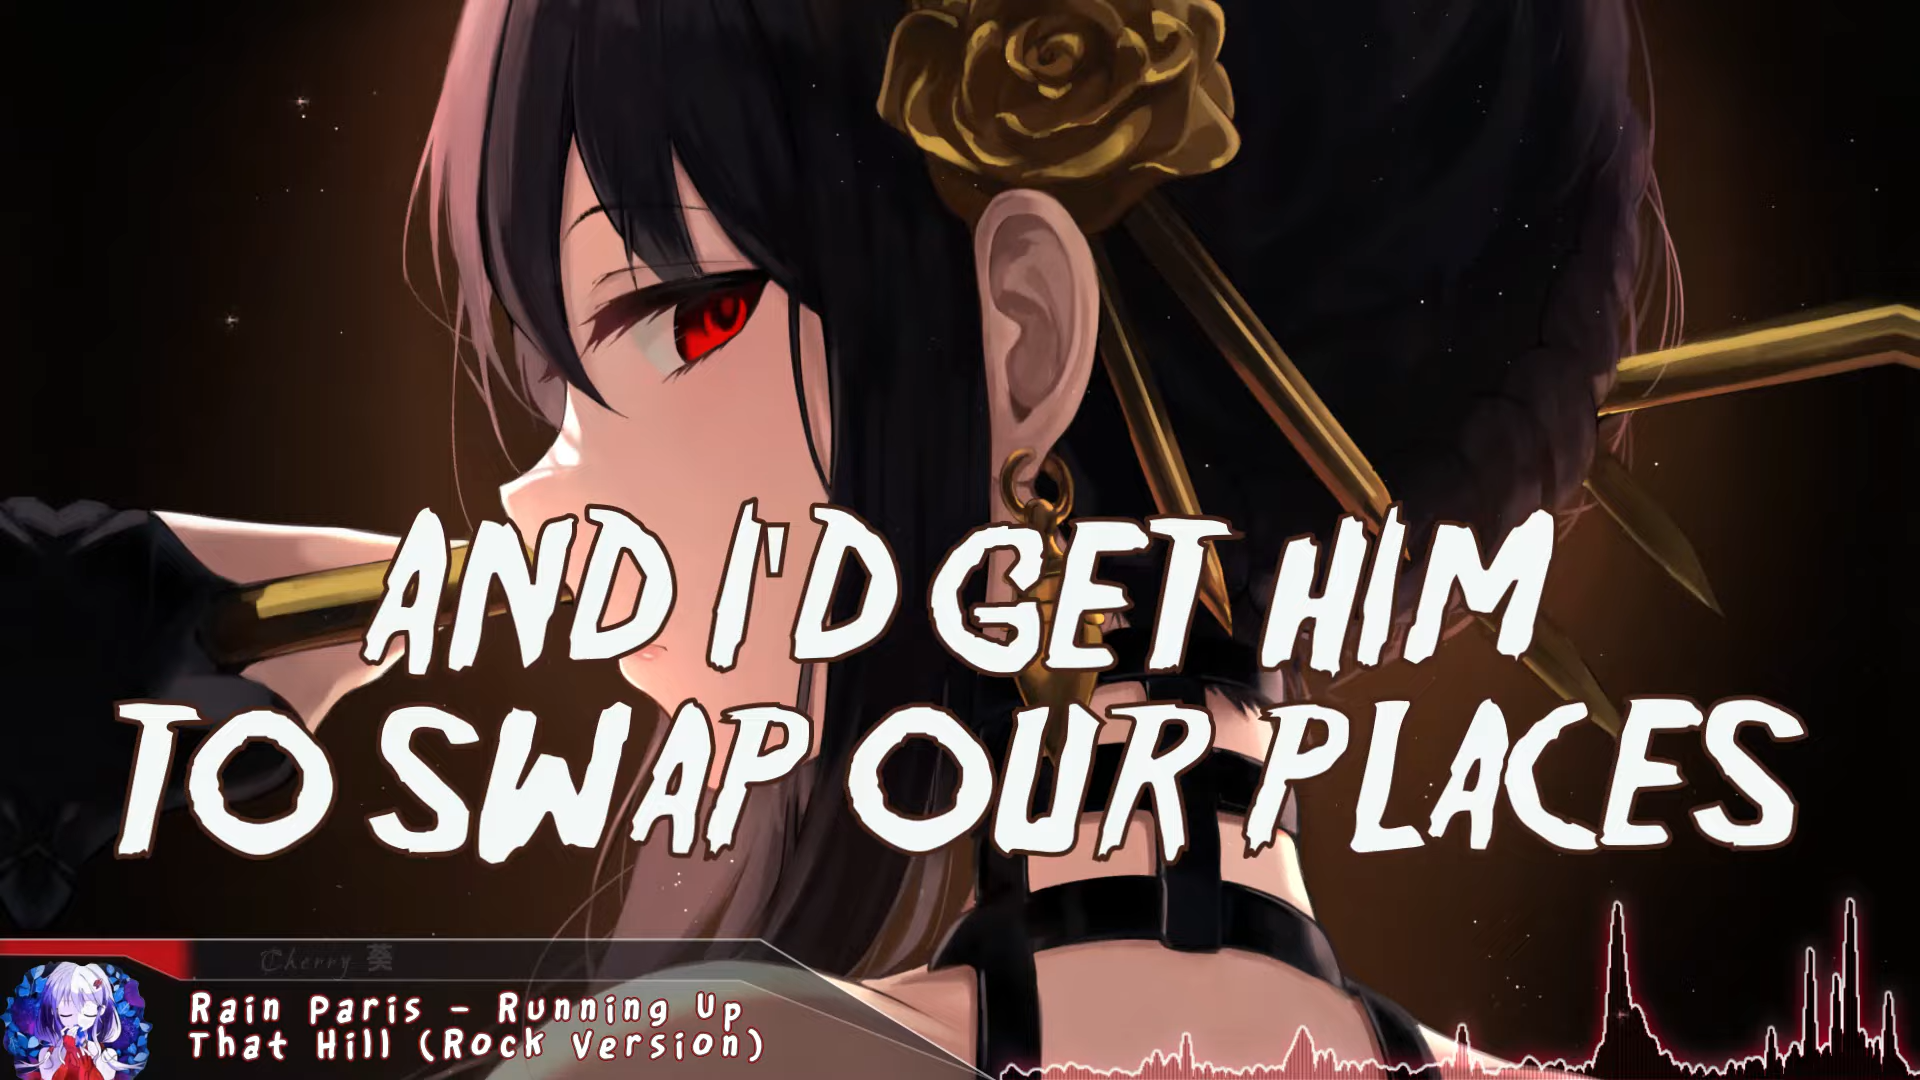 AND I'D GET HIM
TO SWAP OUR PLACES
Cherry 葵
Rain Paris - Running Up
That Hill (Rock Version)